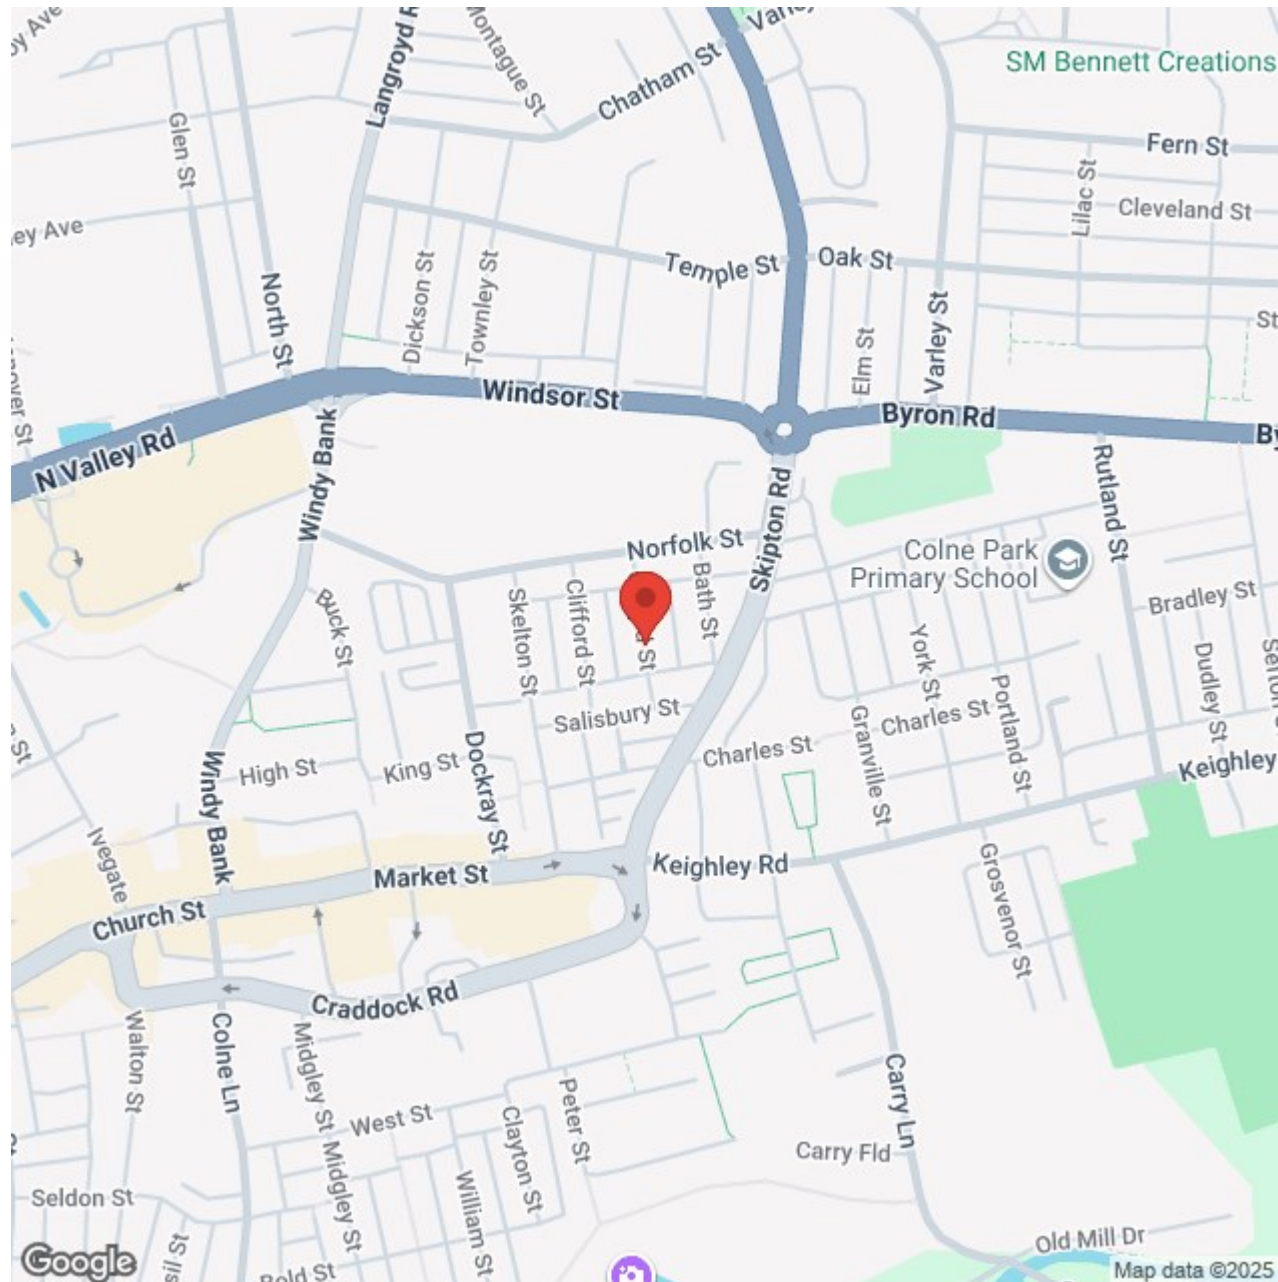 Langroyd R
Montague St
Chatham St
SM Bennett Creations
Glen St
Fern St
Lilac St
Cleveland St
ey Ave
North St
Dickson St
Townley St
Temple St
Oak St
St
Elm St
Varley St
Windsor St
Byron Rd
By
N Valley Rd
Windy Bank
Rutland St
Skipton Rd
Norfolk St
Colne Park
Primary School
Buck St
Skelton St
Clifford St
Bath St
d St
Bradley St
York St
Portland St
Dudley St
Salisbury St
Granville St
Charles St
Charles St
Dockray St
High St
King St
Windy Bank
Keighley
Ivegate
Market St
Keighley Rd
Grosvenor St
Church St
Craddock Rd
Walton St
Colne Ln
Midgley St
Midgley St
West St
Clayton St
Peter St
Carry Ln
Carry Fld
Seldon St
William St
Old Mill Dr
Google
Bold St
Map data ©2025